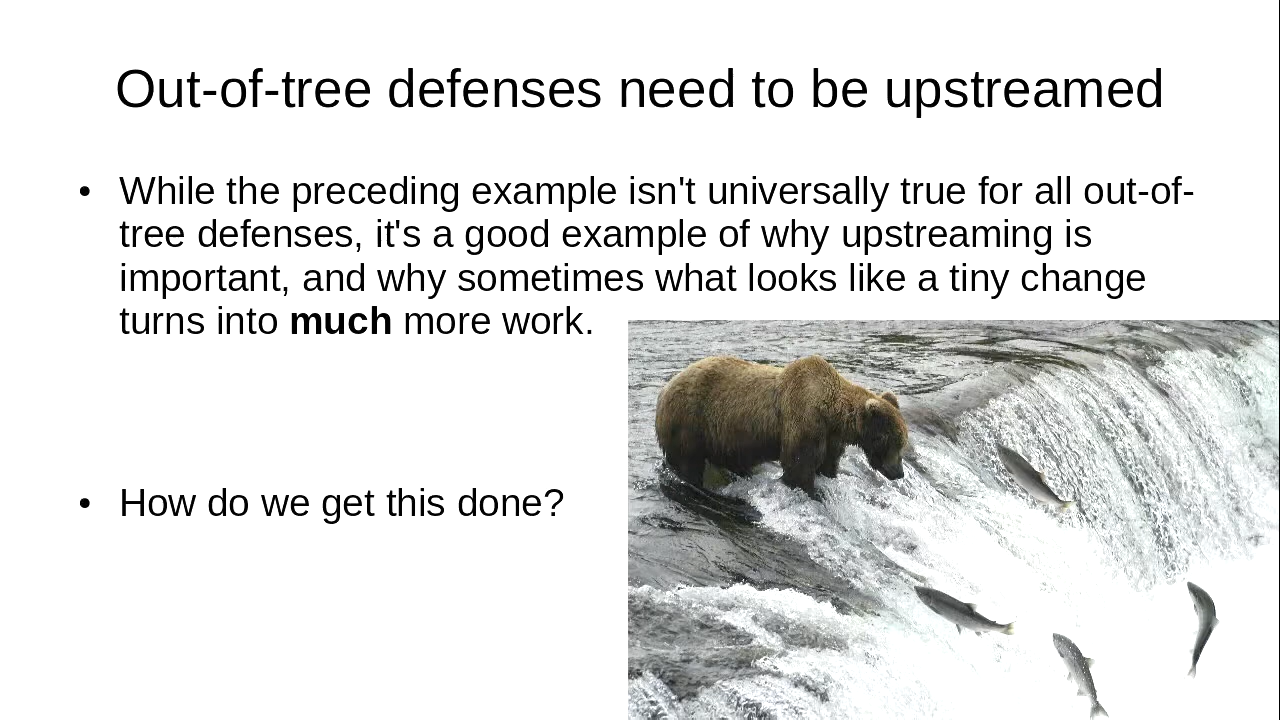 Out-of-tree defenses need to be upstreamed
• While the preceding example isn't universally true for all out-of-
tree defenses, it's a good example of why upstreaming is
important, and why sometimes what looks like a tiny change
turns into much more work.
• How do we get this done?